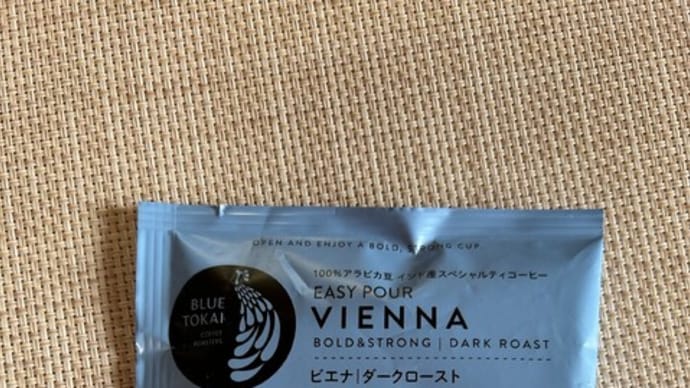 OPEN AND ENJOY A BOLD, STRONG CUP
100%アラビカ豆 インド産スペシャルティコーヒー
EASY POUR
VIENNA
BOLD&STRONG | DARK ROAST
ビエナ|ダークロースト
BLUE
TOKAI
COFFEE
ROASTERS